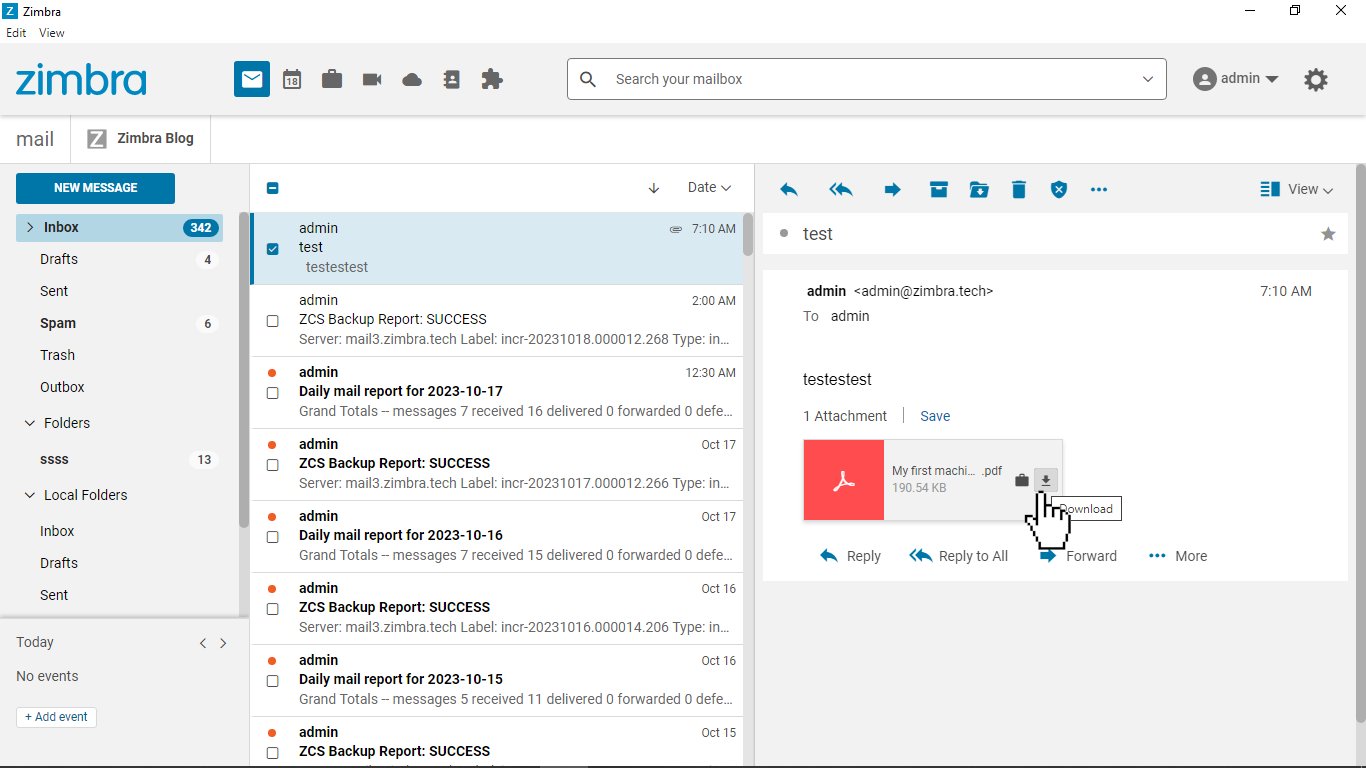 Zimbra
Edit View
zimbra
18
Search your mailbox
admin
mail
Zimbra Blog
NEW MESSAGE
Inbox 342
Drafts 4
Sent
Spam 6
Trash
Outbox
Folders
ssss 13
Local Folders
Inbox
Drafts
Sent
Today
No events
+ Add event
Date
admin 7:10 AM
test
testestest
admin 2:00 AM
ZCS Backup Report: SUCCESS
Server: mail3.zimbra.tech Label: incr-20231018.000012.268 Type: in...
admin 12:30 AM
Daily mail report for 2023-10-17
Grand Totals -- messages 7 received 16 delivered 0 forwarded 0 defe...
admin Oct 17
ZCS Backup Report: SUCCESS
Server: mail3.zimbra.tech Label: incr-20231017.000012.266 Type: in...
admin Oct 17
Daily mail report for 2023-10-16
Grand Totals -- messages 7 received 15 delivered 0 forwarded 0 defe...
admin Oct 16
ZCS Backup Report: SUCCESS
Server: mail3.zimbra.tech Label: incr-20231016.000014.206 Type: in...
admin Oct 16
Daily mail report for 2023-10-15
Grand Totals -- messages 5 received 11 delivered 0 forwarded 0 defe...
admin Oct 15
ZCS Backup Report: SUCCESS
View
test
admin <admin@zimbra.tech> 7:10 AM
To admin
testestest
1 Attachment Save
My first machi... .pdf
190.54 KB
Download
Reply Reply to All Forward More